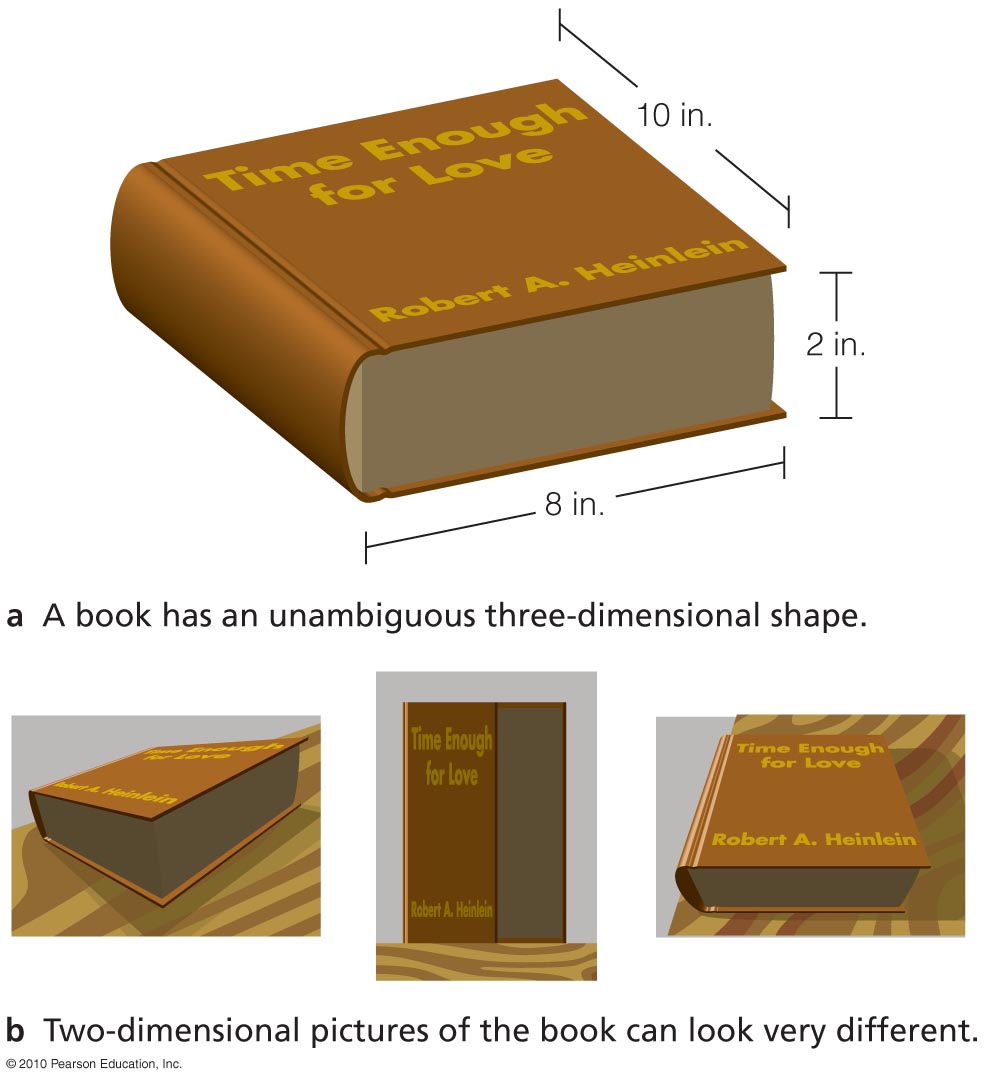 Time Enough
for Love
Robert A. Heinlein
10 in.
2 in.
8 in.
a A book has an unambiguous three-dimensional shape.
Time Enough
for Love
Robert A. Heinlein
Time Enough
for Love
Robert A. Heinlein
Time Enough
for Love
Robert A. Heinlein
b Two-dimensional pictures of the book can look very different.
© 2010 Pearson Education, Inc.